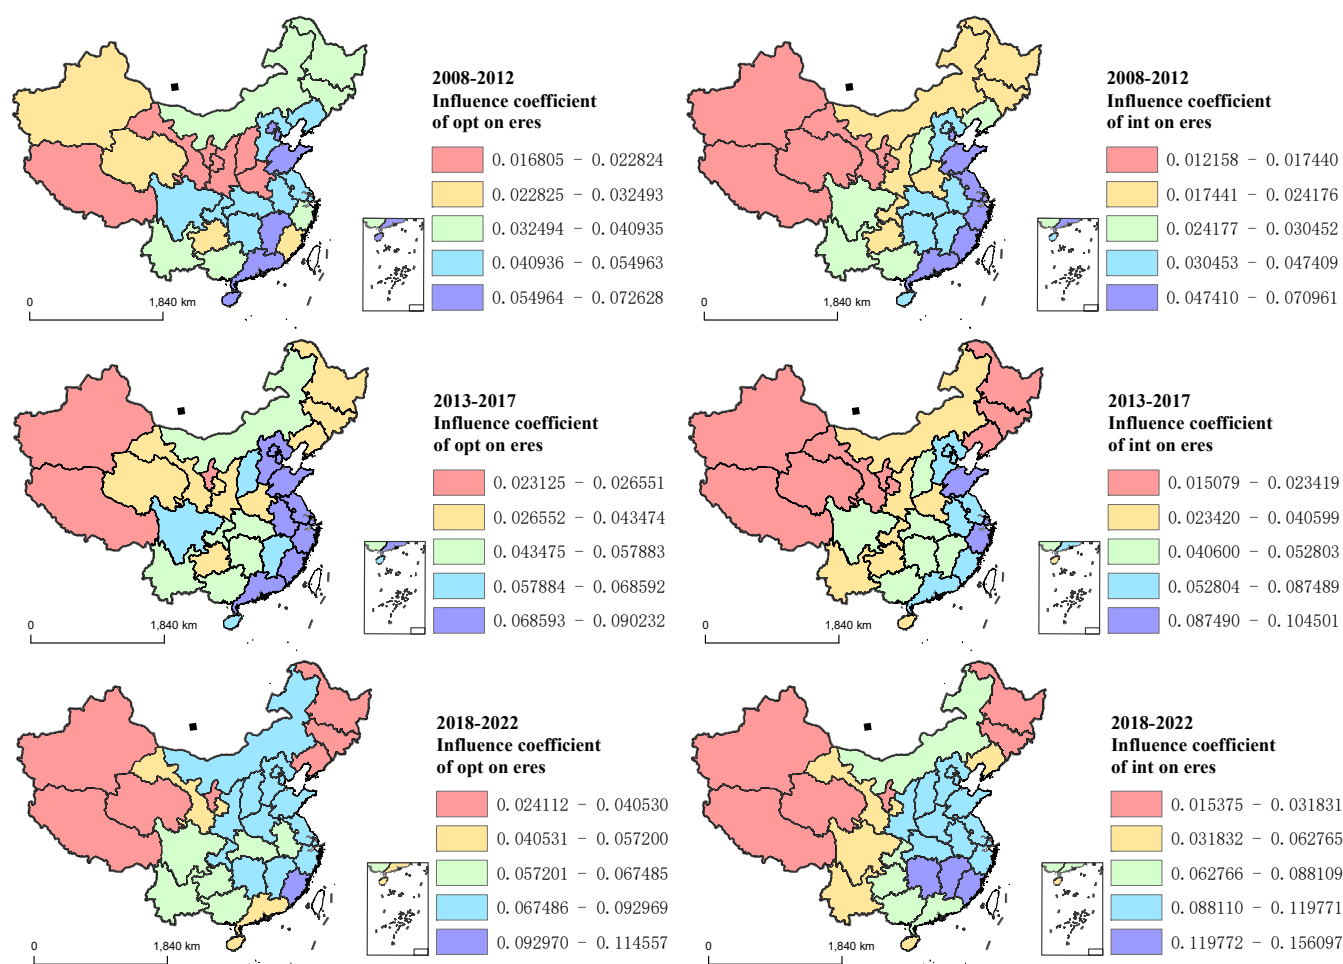 2008-2012
Influence coefficient
of opt on eres
0.016805 - 0.022824
0.022825 - 0.032493
0.032494 - 0.040935
0.040936 - 0.054963
0.054964 - 0.072628
0
1,840 km
2008-2012
Influence coefficient
of int on eres
0.012158 - 0.017440
0.017441 - 0.024176
0.024177 - 0.030452
0.030453 - 0.047409
0.047410 - 0.070961
0
1,840 km
2013-2017
Influence coefficient
of opt on eres
0.023125 - 0.026551
0.026552 - 0.043474
0.043475 - 0.057883
0.057884 - 0.068592
0.068593 - 0.090232
0
1,840 km
2013-2017
Influence coefficient
of int on eres
0.015079 - 0.023419
0.023420 - 0.040599
0.040600 - 0.052803
0.052804 - 0.087489
0.087490 - 0.104501
0
1,840 km
2018-2022
Influence coefficient
of opt on eres
0.024112 - 0.040530
0.040531 - 0.057200
0.057201 - 0.067485
0.067486 - 0.092969
0.092970 - 0.114557
0
1,840 km
2018-2022
Influence coefficient
of int on eres
0.015375 - 0.031831
0.031832 - 0.062765
0.062766 - 0.088109
0.088110 - 0.119771
0.119772 - 0.156097
0
1,840 km